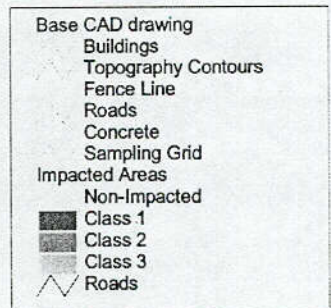 Base CAD drawing
Buildings
Topography Contours
Fence Line
Roads
Concrete
Sampling Grid
Impacted Areas
Non-Impacted
Class 1
Class 2
Class 3
Roads